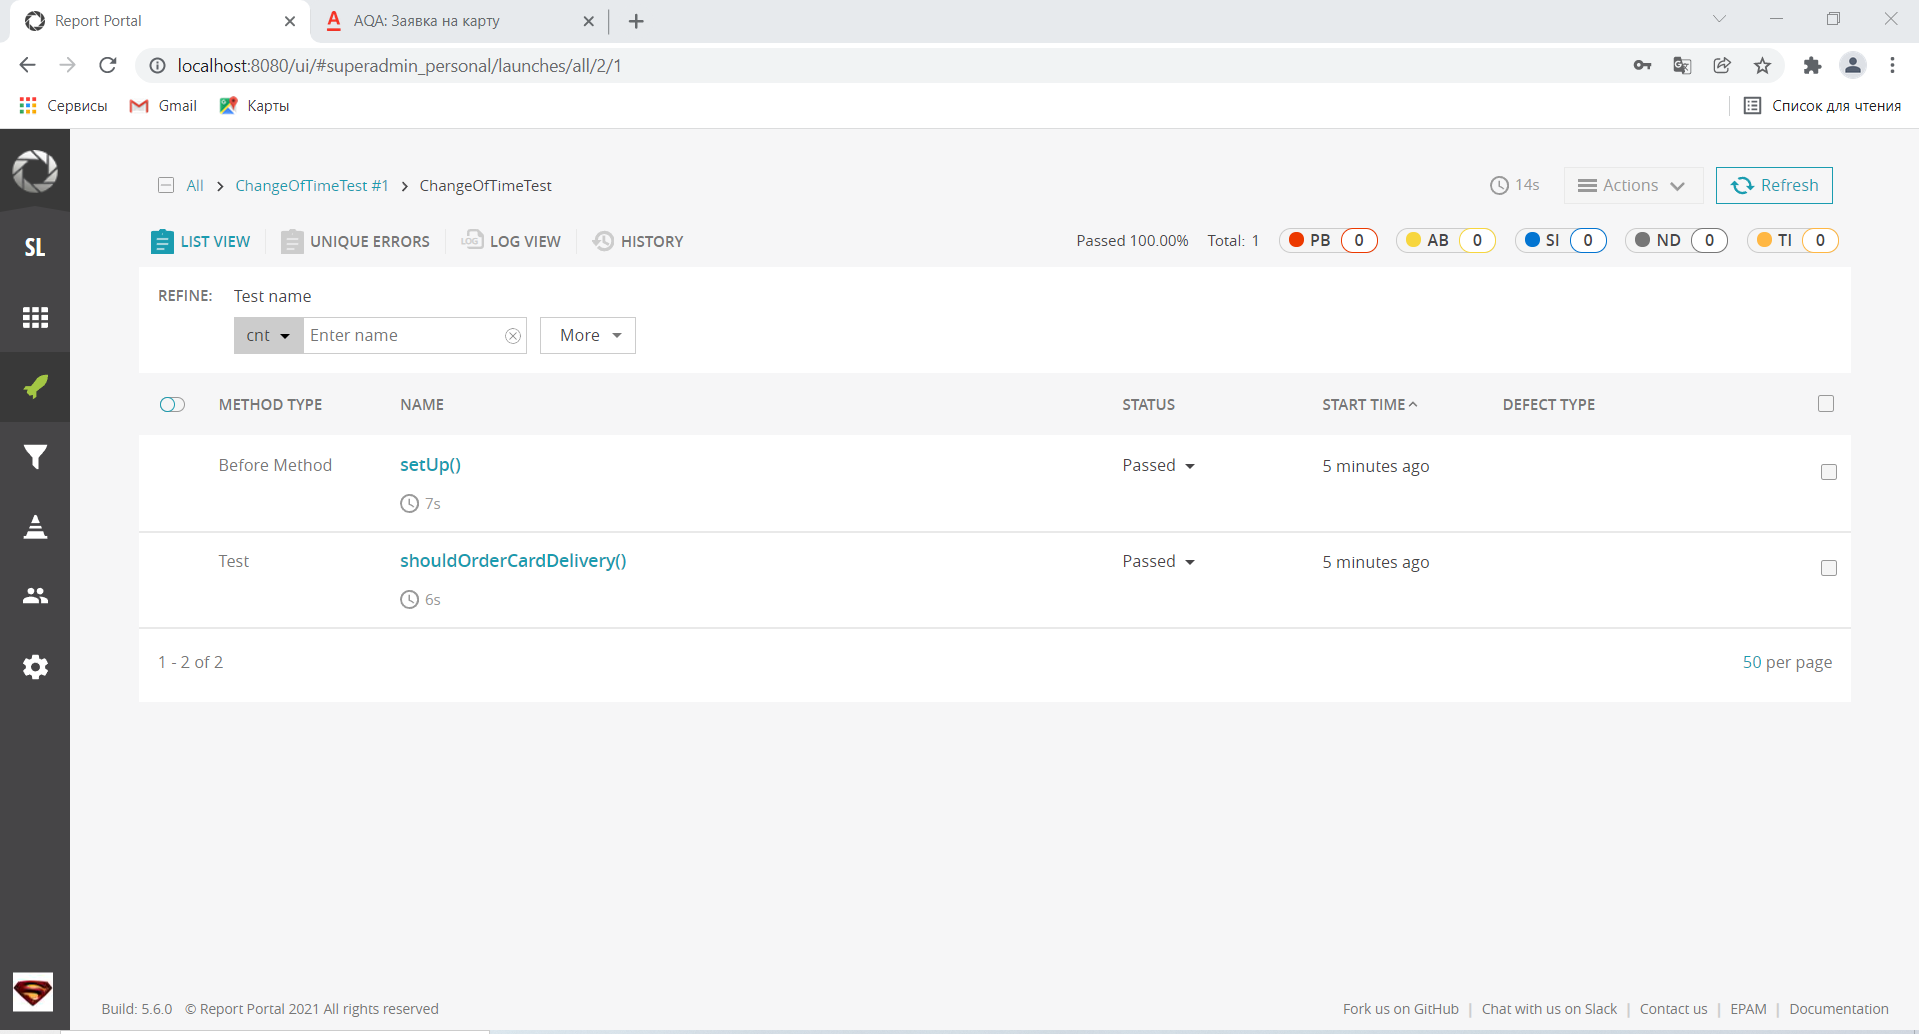 Report Portal
AQA: Заявка на карту
localhost:8080/ui/#superadmin_personal/launches/all/2/1
Сервисы Gmail Карты Список для чтения
All ChangeOfTimeTest #1 ChangeOfTimeTest 14s Actions Refresh
SL
LIST VIEW UNIQUE ERRORS LOG LOG VIEW HISTORY Passed 100.00% Total: 1 PB 0 AB 0 SI 0 ND 0 TI 0
REFINE: Test name
cnt Enter name More
METHOD TYPE NAME STATUS START TIME DEFECT TYPE
Before Method setUp() Passed 5 minutes ago
7s
Test shouldOrderCardDelivery() Passed 5 minutes ago
6s
1 - 2 of 2 50 per page
Build: 5.6.0 © Report Portal 2021 All rights reserved Fork us on GitHub | Chat with us on Slack | Contact us | EPAM | Documentation